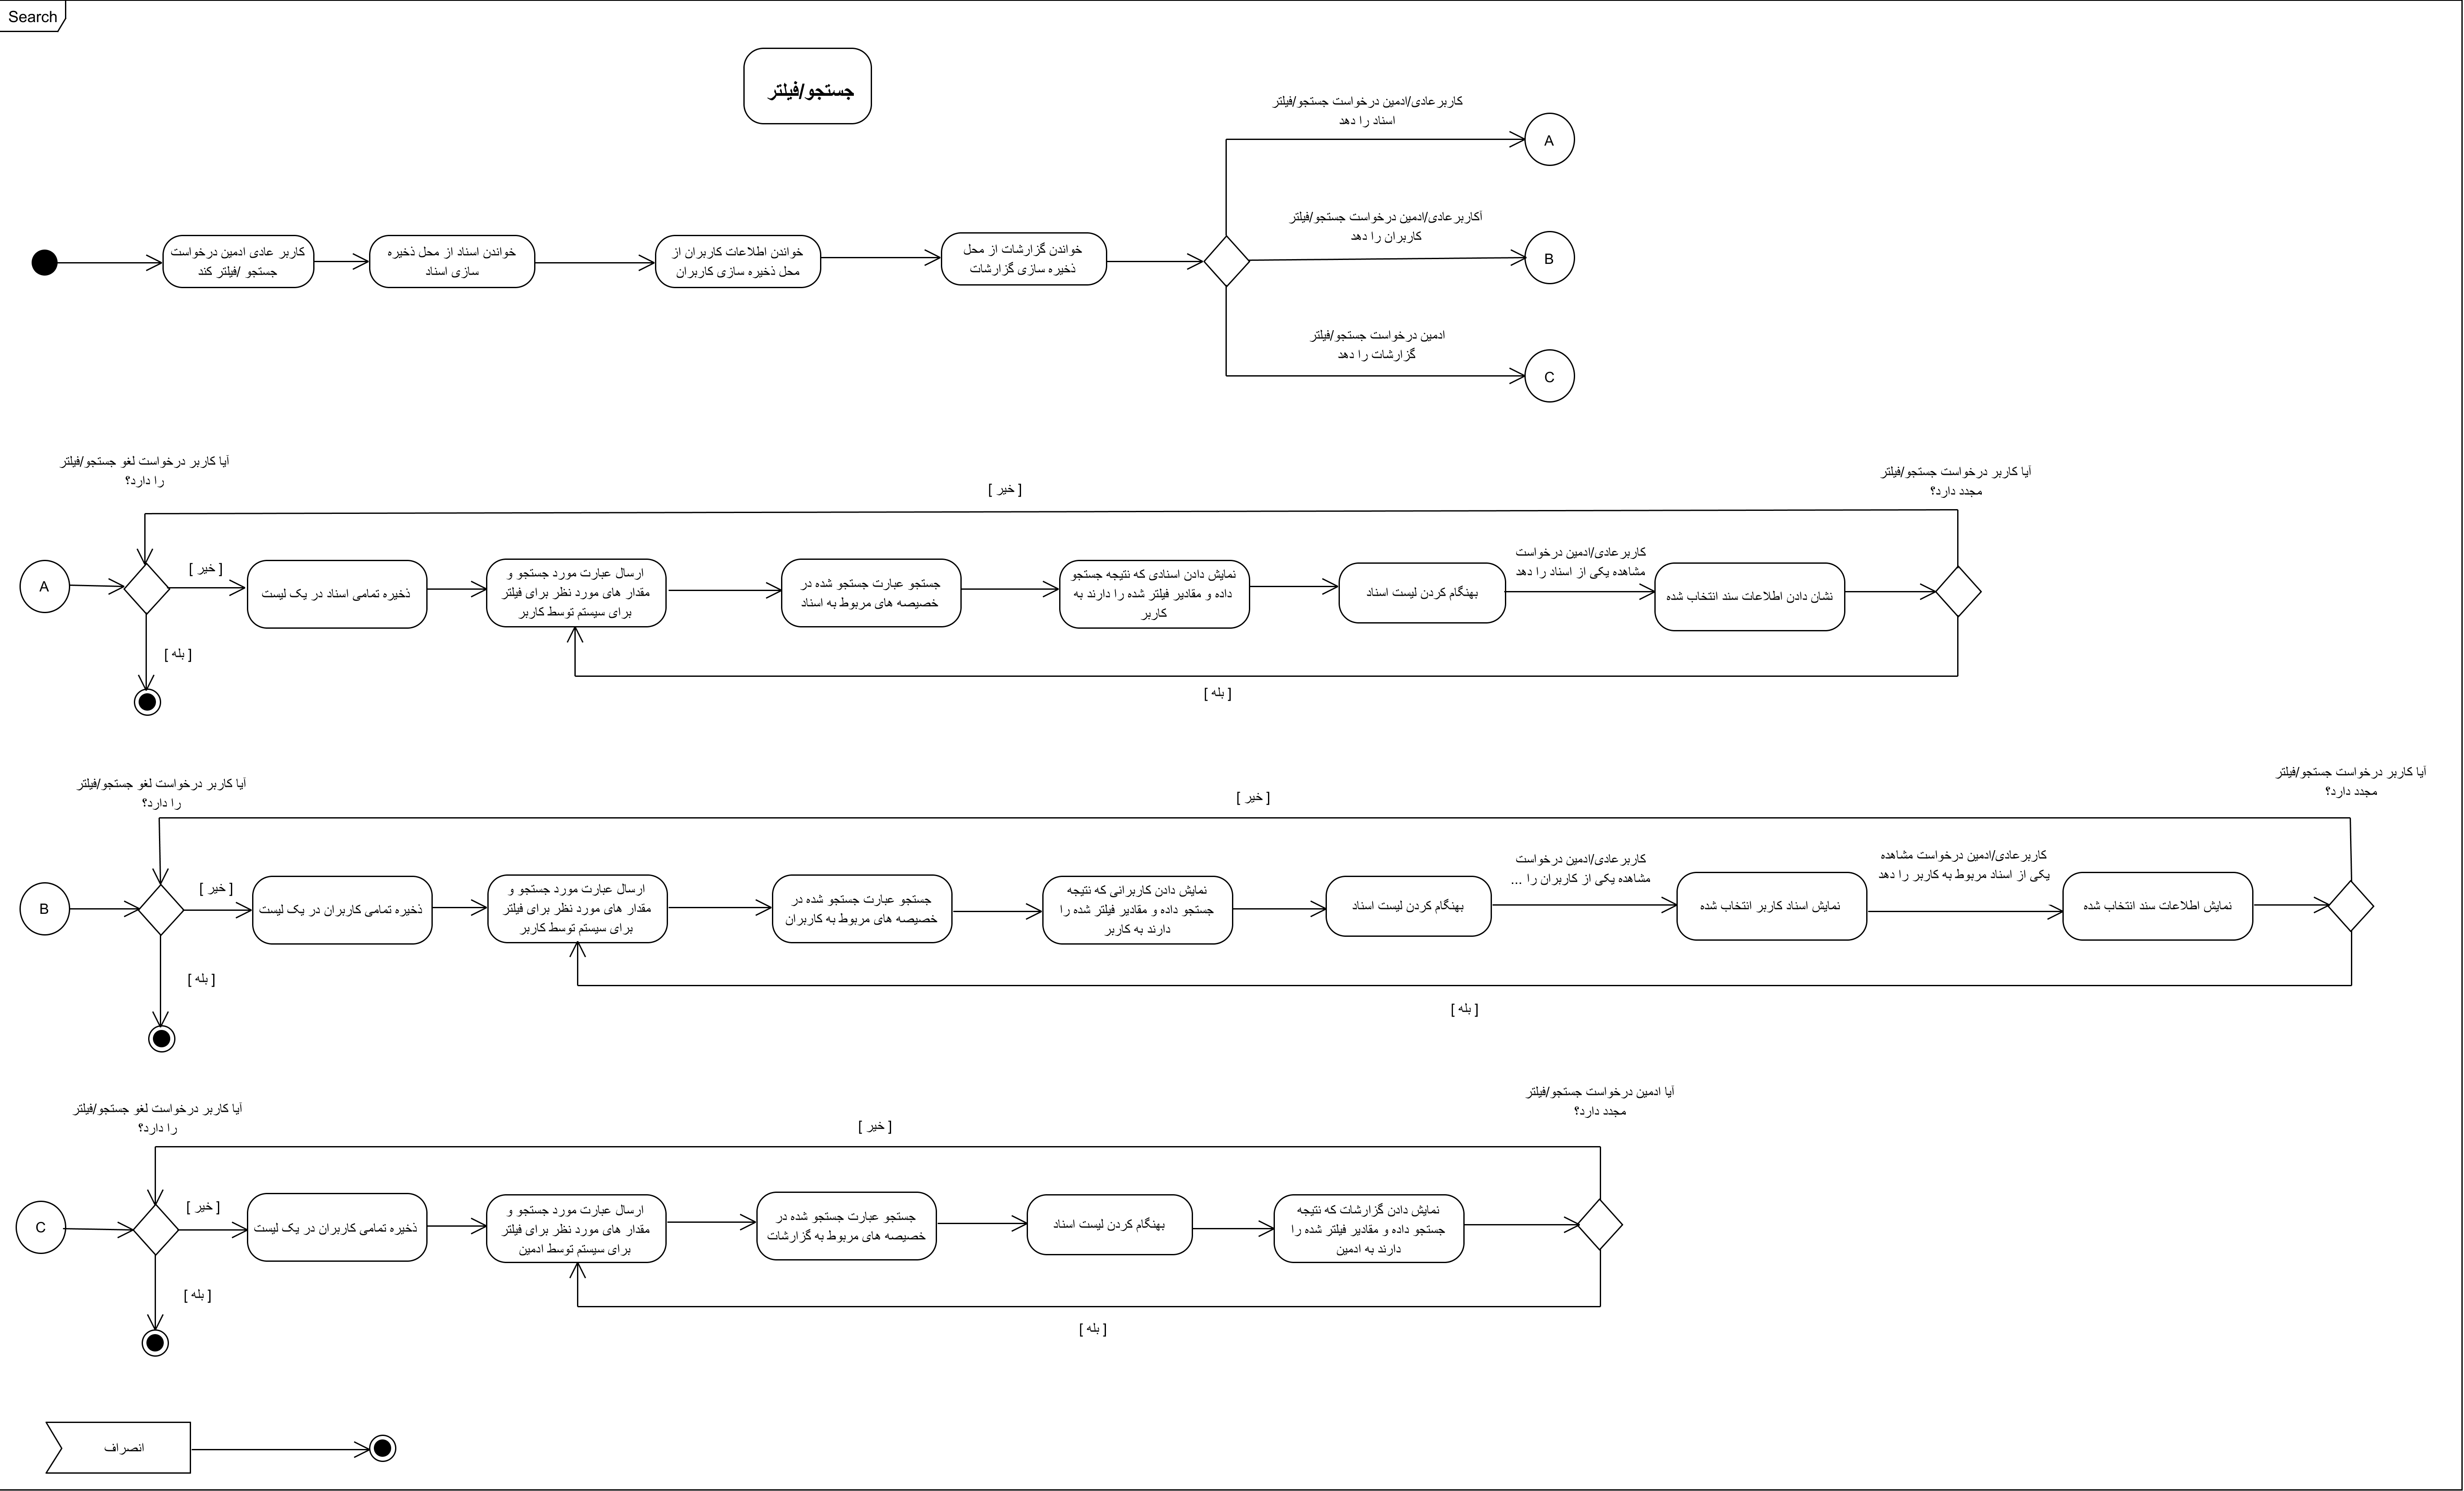 Search
جستجو/فیلتر
کاربر عادی/ادمین درخواست جستجو/فیلتر
اسناد را دهد
A
اکاربر عادی/ادمین درخواست جستجو/فیلتر
کاربران را دهد
B
ادمین درخواست جستجو/فیلتر
گزارشات را دهد
C
کاربر عادی ادمین درخواست
جستجو /فیلتر کند
خواندن اسناد از محل ذخیره
سازی اسناد
خواندن اطلاعات کاربران از
محل ذخیره سازی کاربران
خواندن گزارشات از محل
ذخیره سازی گزارشات
آیا کاربر درخواست لغو جستجو/فیلتر
را دارد؟
[ خیر ]
آیا کاربر درخواست جستجو/فیلتر
مجدد دارد؟
A
[ خیر ]
ذخیره تمامی اسناد در یک لیست
ارسال عبارت مورد جستجو و
مقدار های مورد نظر برای فیلتر
برای سیستم توسط کاربر
جستجو عبارت جستجو شده در
خصیصه های مربوط به اسناد
نمایش دادن اسنادی که نتیجه جستجو
داده و مقادیر فیلتر شده را دارند به
کاربر
بهنگام کردن لیست اسناد
کاربر عادی/ادمین درخواست
مشاهده یکی از اسناد را دهد
نشان دادن اطلاعات سند انتخاب شده
[ بله ]
[ بله ]
آیا کاربر درخواست لغو جستجو/فیلتر
را دارد؟
[ خیر ]
آیا کاربر درخواست جستجو/فیلتر
مجدد دارد؟
B
[ خیر ]
ذخیره تمامی کاربران در یک لیست
ارسال عبارت مورد جستجو و
مقدار های مورد نظر برای فیلتر
برای سیستم توسط کاربر
جستجو عبارت جستجو شده در
خصیصه های مربوط به کاربران
نمایش دادن کاربرانی که نتیجه
جستجو داده و مقادیر فیلتر شده را
دارند به کاربر
بهنگام کردن لیست اسناد
کاربر عادی/ادمین درخواست
مشاهده یکی از کاربران را ...
نمایش اسناد کاربر انتخاب شده
کاربر عادی/ادمین درخواست مشاهده
یکی از اسناد مربوط به کاربر را دهد
نمایش اطلاعات سند انتخاب شده
[ بله ]
[ بله ]
آیا کاربر درخواست لغو جستجو/فیلتر
را دارد؟
[ خیر ]
آیا ادمین درخواست جستجو/فیلتر
مجدد دارد؟
C
[ خیر ]
ذخیره تمامی کاربران در یک لیست
ارسال عبارت مورد جستجو و
مقدار های مورد نظر برای فیلتر
برای سیستم توسط ادمین
جستجو عبارت جستجو شده در
خصیصه های مربوط به گزارشات
بهنگام کردن لیست اسناد
نمایش دادن گزارشات که نتیجه
جستجو داده و مقادیر فیلتر شده را
دارند به ادمین
[ بله ]
[ بله ]
انصراف